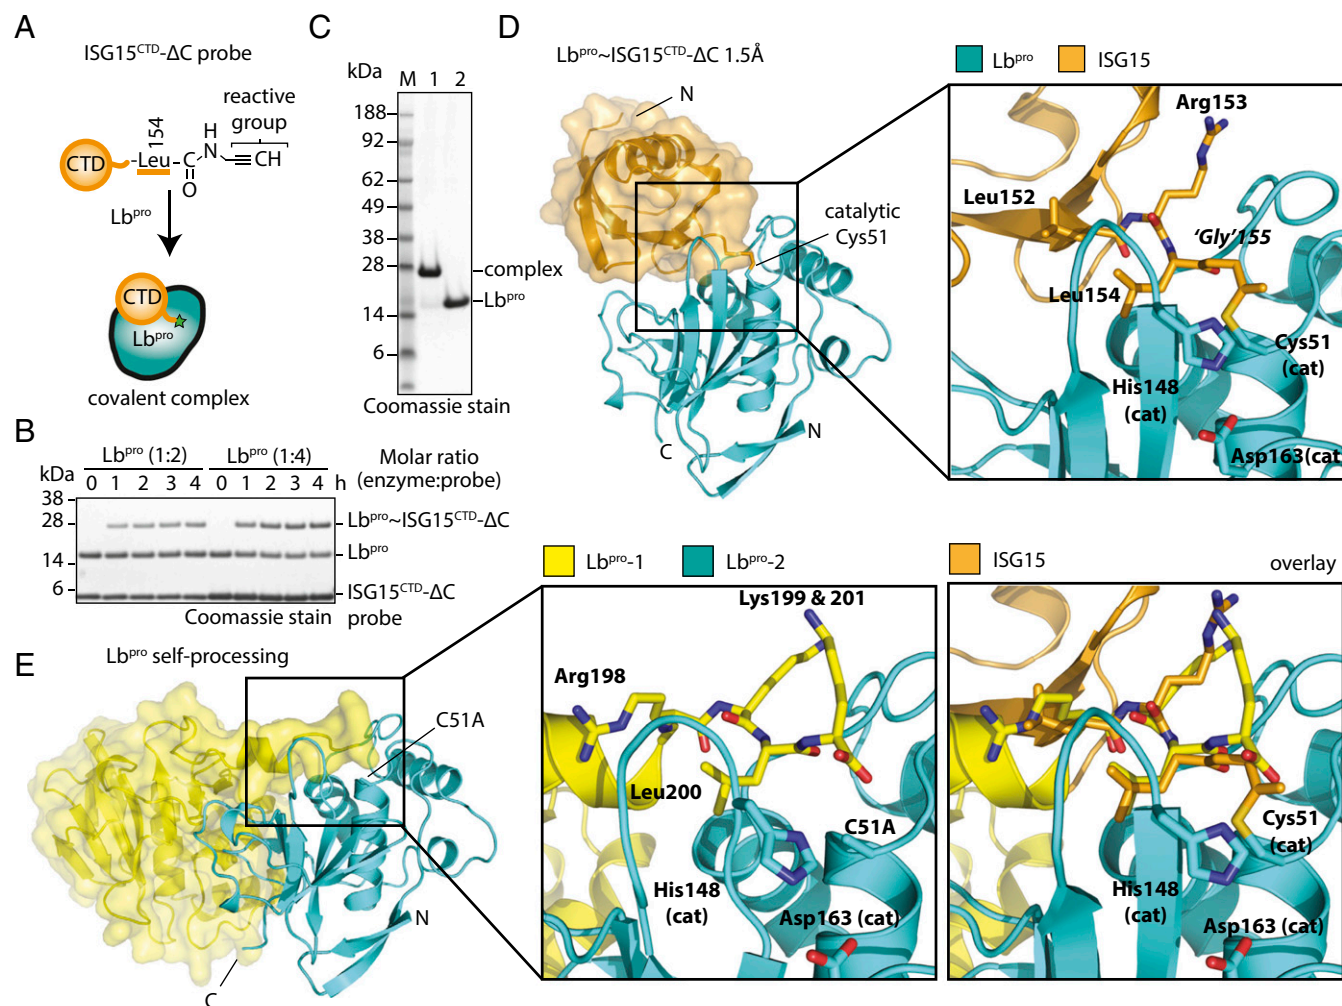 A
ISG15CTD-ΔC probe
CTD
-Leu-
154
C
O
H
N
≡CH
reactive
group
Lbpro
CTD
Lbpro
covalent complex
B
Lbpro (1:2) Lbpro (1:4) Molar ratio
kDa 0 1 2 3 4 0 1 2 3 4 h (enzyme:probe)
38
28
14
6
Lbpro~ISG15CTD-ΔC
Lbpro
ISG15CTD-ΔC
probe
Coomassie stain
C
kDa M 1 2
188
92
62
49
38
28
14
6
complex
Lbpro
Coomassie stain
D
Lbpro~ISG15CTD-ΔC 1.5Å
N
catalytic
Cys51
C
N
Lbpro ISG15
Arg153
Leu152
'Gly'155
Leu154
Cys51
(cat)
His148
(cat)
Asp163(cat
E
Lbpro self-processing
C51A
N
C
Lbpro-1 Lbpro-2
Lys199 & 201
Arg198
Leu200
C51A
His148
(cat)
Asp163 (cat)
ISG15 overlay
Cys51
(cat)
His148
(cat)
Asp163 (cat)